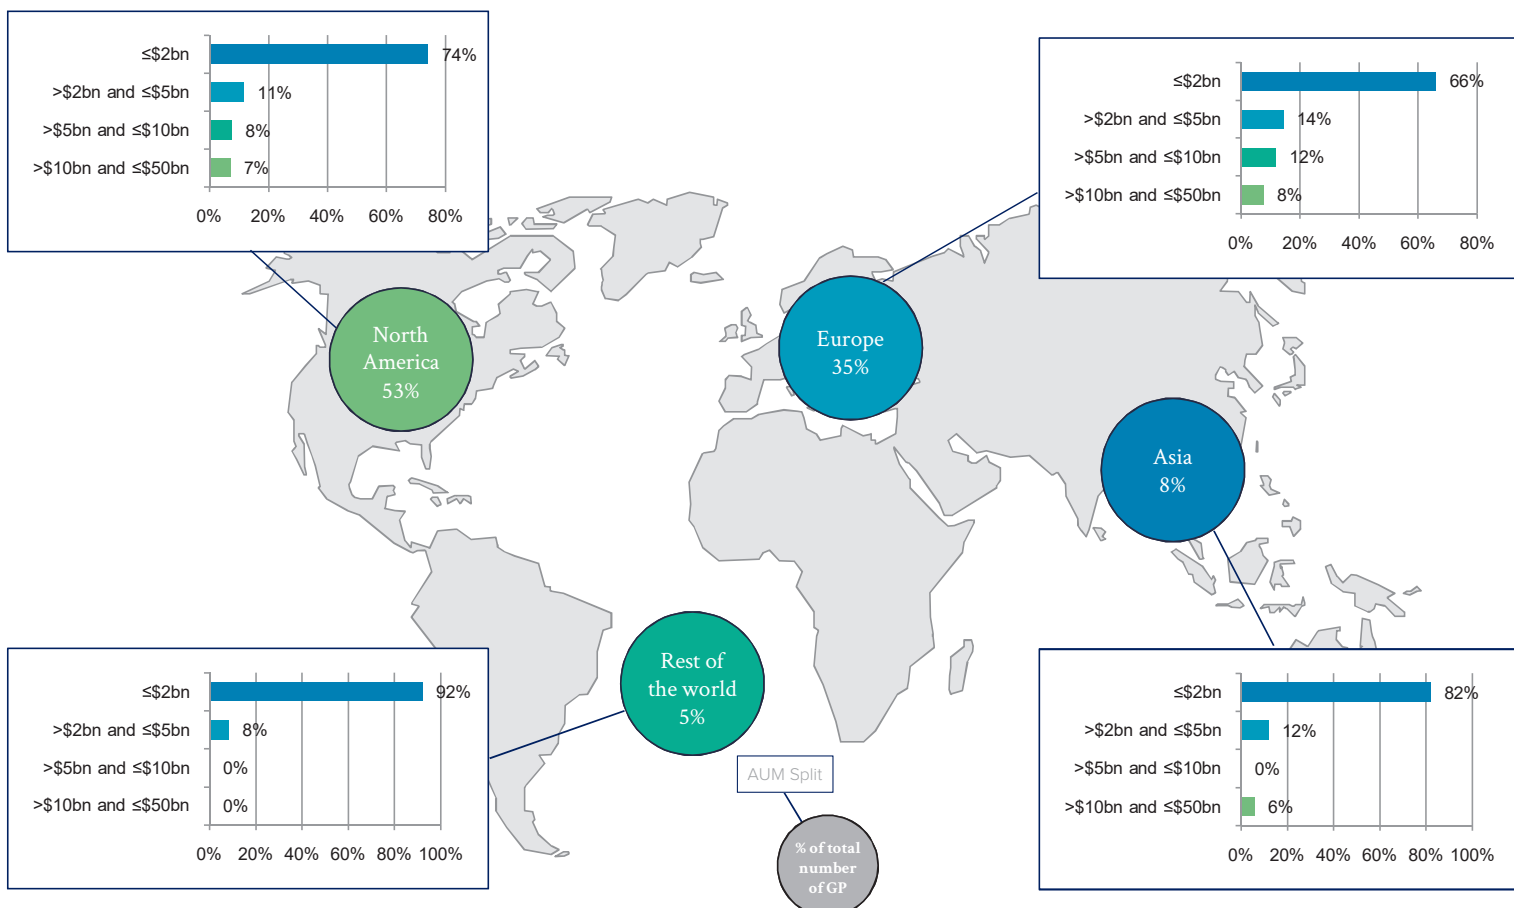 ≤$2bn
74%
>$2bn and ≤$5bn
11%
>$5bn and ≤$10bn
8%
>$10bn and ≤$50bn
7%
0% 20% 40% 60% 80%
≤$2bn
66%
>$2bn and ≤$5bn
14%
>$5bn and ≤$10bn
12%
>$10bn and ≤$50bn
8%
0% 20% 40% 60% 80%
North
America
53%
Europe
35%
Asia
8%
Rest of
the world
5%
≤$2bn
92%
>$2bn and ≤$5bn
8%
>$5bn and ≤$10bn
0%
>$10bn and ≤$50bn
0%
0% 20% 40% 60% 80% 100%
≤$2bn
82%
>$2bn and ≤$5bn
12%
>$5bn and ≤$10bn
0%
>$10bn and ≤$50bn
6%
0% 20% 40% 60% 80% 100%
AUM Split
% of total
number
of GP